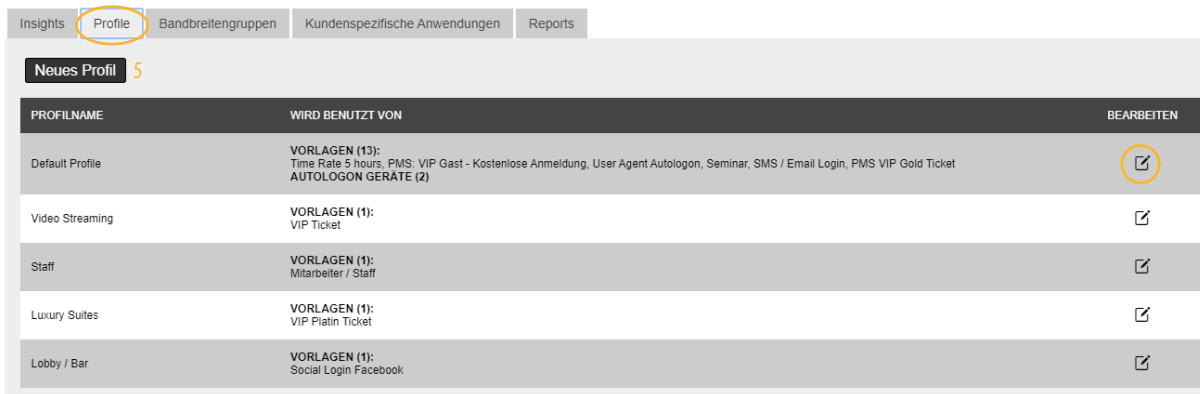 Insights Profile Bandbreitengruppen Kundenspezifische Anwendungen Reports
Neues Profil 5
PROFILNAME WIRD BENUTZT VON BEARBEITEN
VORLAGEN (13):
Default Profile Time Rate 5 hours, PMS: VIP Gast - Kostenlose Anmeldung, User Agent Autologon, Seminar, SMS / Email Login, PMS VIP Gold Ticket
AUTOLOGON GERÄTE (2)
VORLAGEN (1):
Video Streaming VIP Ticket
VORLAGEN (1):
Staff Mitarbeiter / Staff
VORLAGEN (1):
Luxury Suites VIP Platin Ticket
VORLAGEN (1):
Lobby / Bar Social Login Facebook